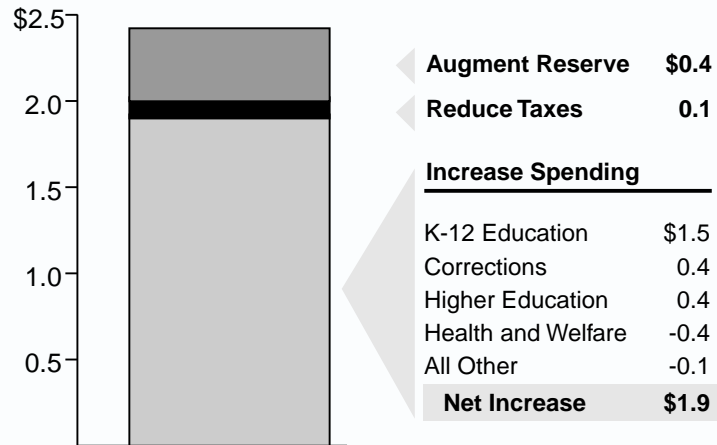 $2.5
2.0
1.5
1.0
0.5
Augment Reserve $0.4
Reduce Taxes 0.1
Increase Spending
K-12 Education $1.5
Corrections 0.4
Higher Education 0.4
Health and Welfare -0.4
All Other -0.1
Net Increase $1.9